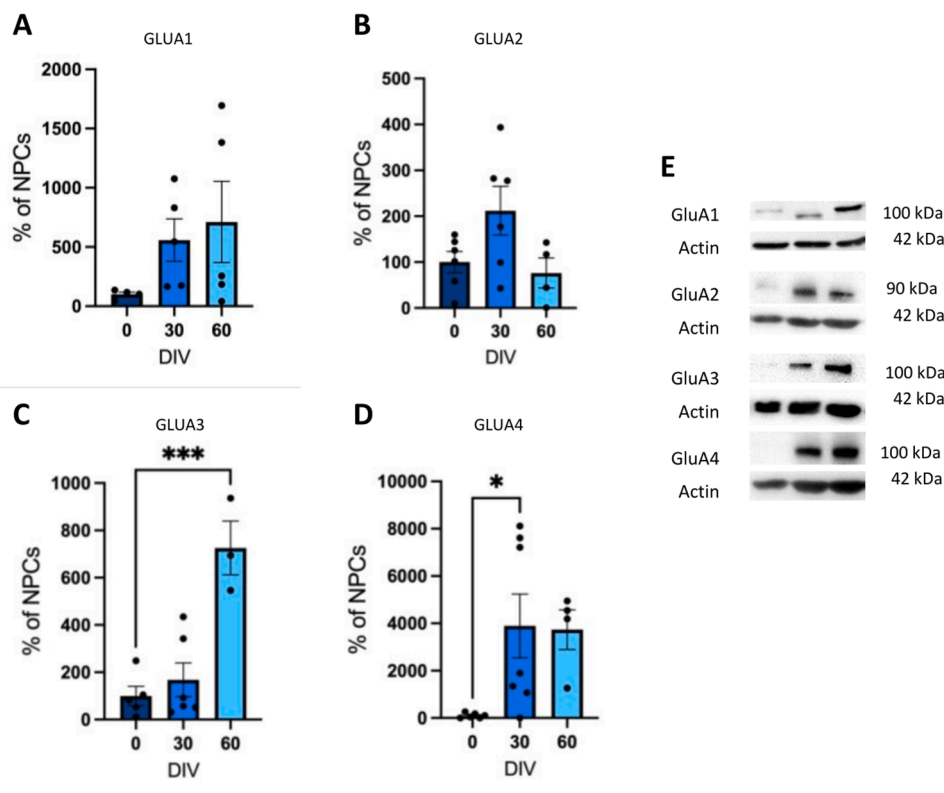 A
GLUA1
% of NPCs
2000
1500
1000
500
0
0 30 60
DIV
B
GLUA2
% of NPCs
500
400
300
200
100
0
0 30 60
DIV
C
GLUA3
***
% of NPCs
1000
800
600
400
200
0
0 30 60
DIV
D
GLUA4
*
% of NPCs
10000
8000
6000
4000
2000
0
0 30 60
DIV
E
GluA1 100 kDa
Actin 42 kDa
GluA2 90 kDa
Actin 42 kDa
GluA3 100 kDa
Actin 42 kDa
GluA4 100 kDa
Actin 42 kDa